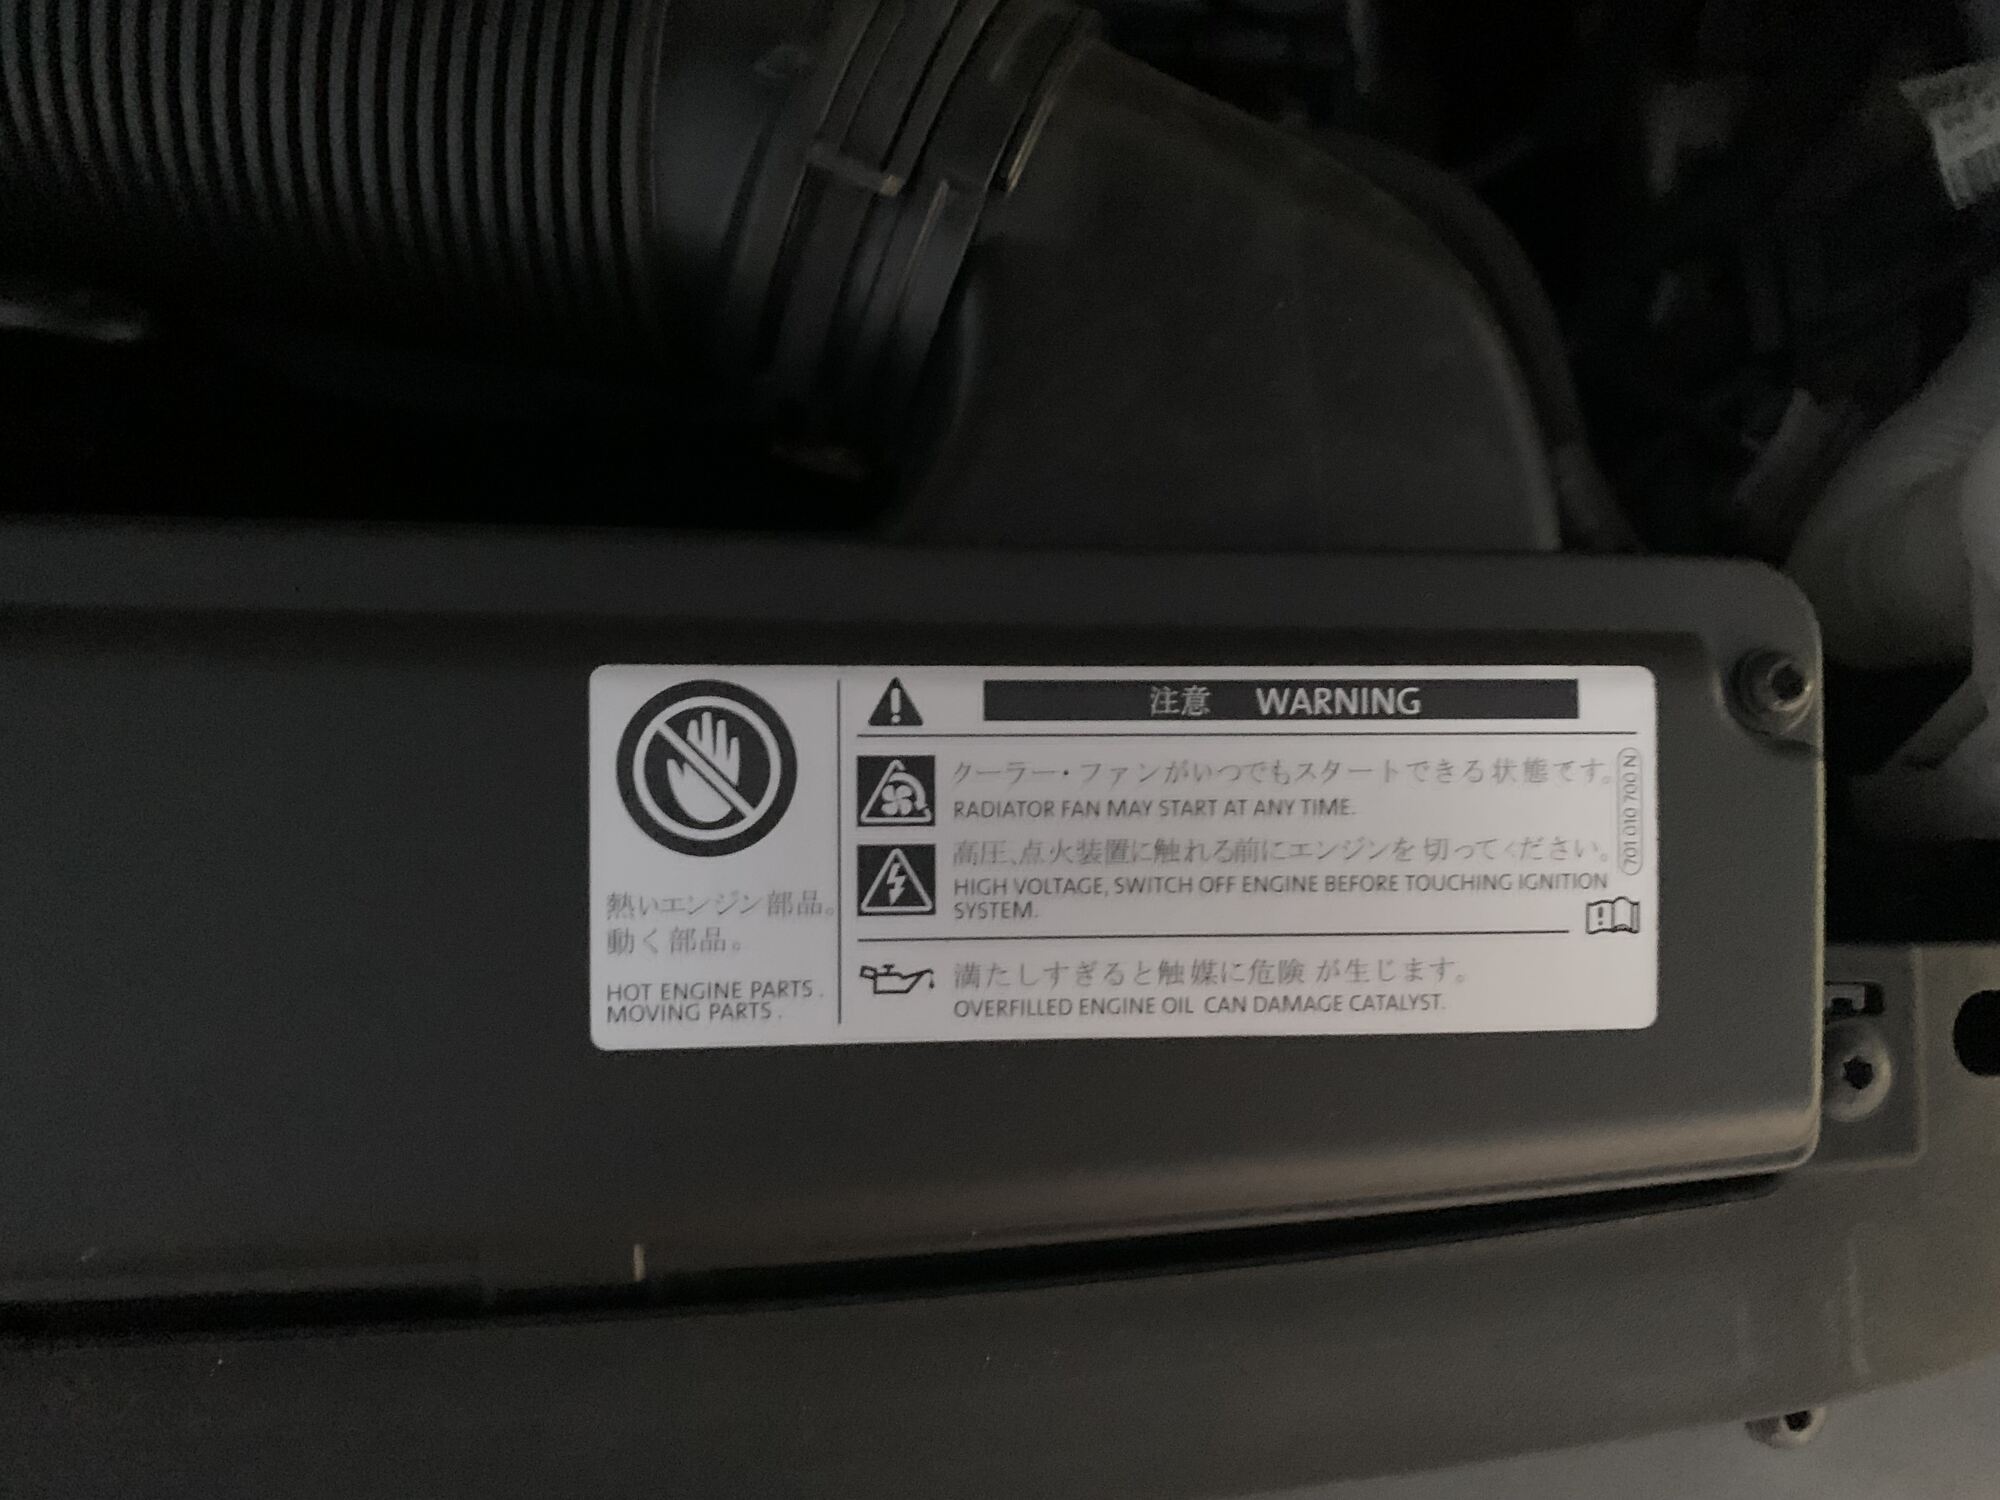 注意 WARNING
クーラー・ファンがいつでもスタートできる状態です。
RADIATOR FAN MAY START AT ANY TIME.
高圧、点火装置に触れる前にエンジンを切ってください。
HIGH VOLTAGE, SWITCH OFF ENGINE BEFORE TOUCHING IGNITION
SYSTEM.
満たしすぎると触媒に危険が生じます。
OVERFILLED ENGINE OIL CAN DAMAGE CATALYST.
熱いエンジン部品。
動く部品。
HOT ENGINE PARTS.
MOVING PARTS.
701 010 700 N